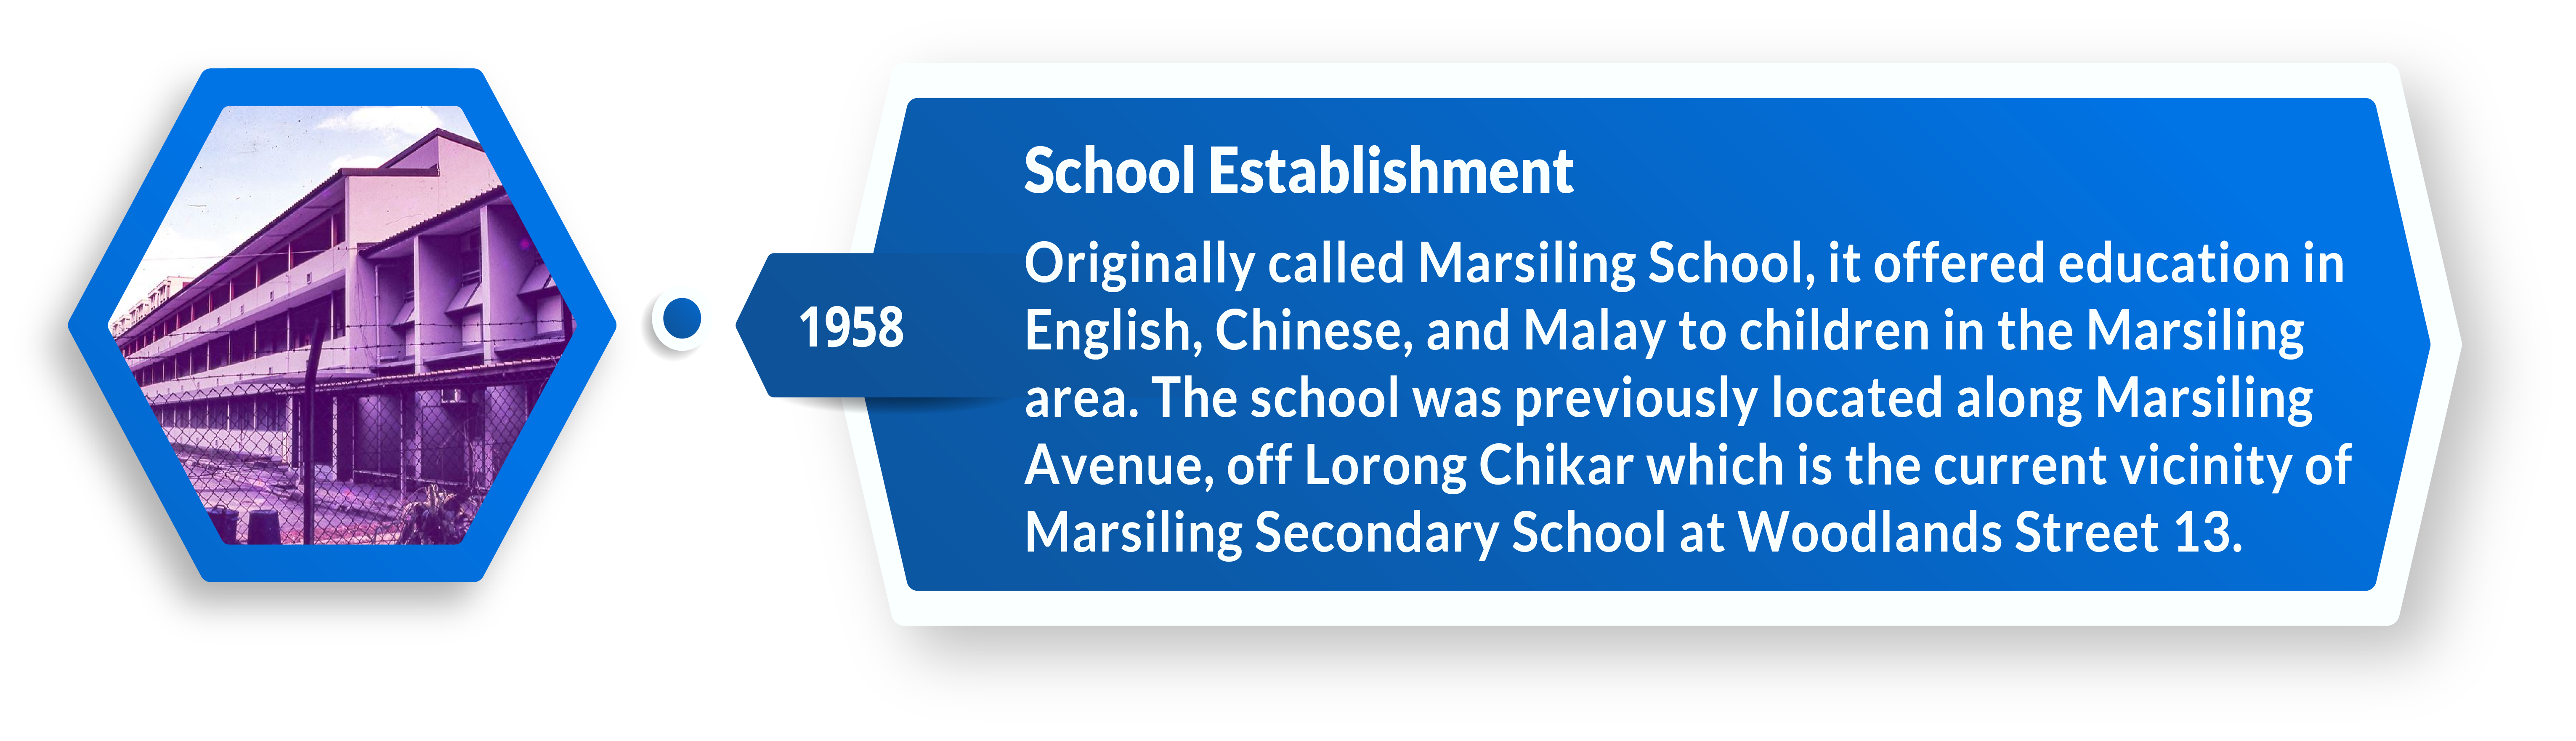 School Establishment
Originally called Marsiling School, it offered education in
English, Chinese, and Malay to children in the Marsiling
1958
area. The school was previously located along Marsiling
Avenue, off Lorong Chikar which is the current vicinity of
Marsiling Secondary School at Woodlands Street 13.